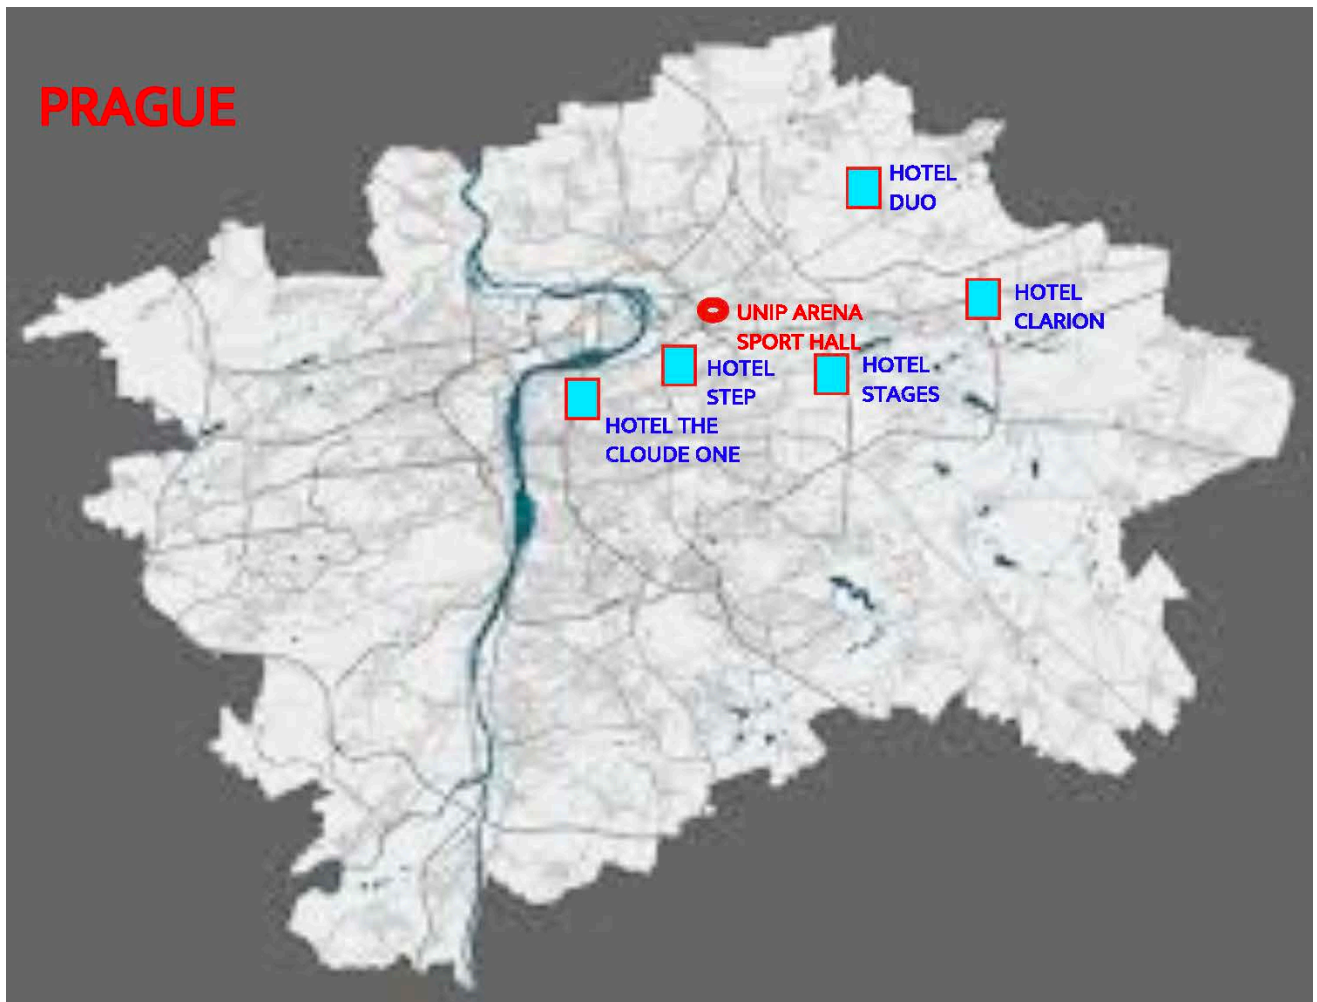 PRAGUE
HOTEL
DUO
HOTEL
CLARION
UNIP ARENA
SPORT HALL
HOTEL
STEP
HOTEL
STAGES
HOTEL THE
CLOUDE ONE